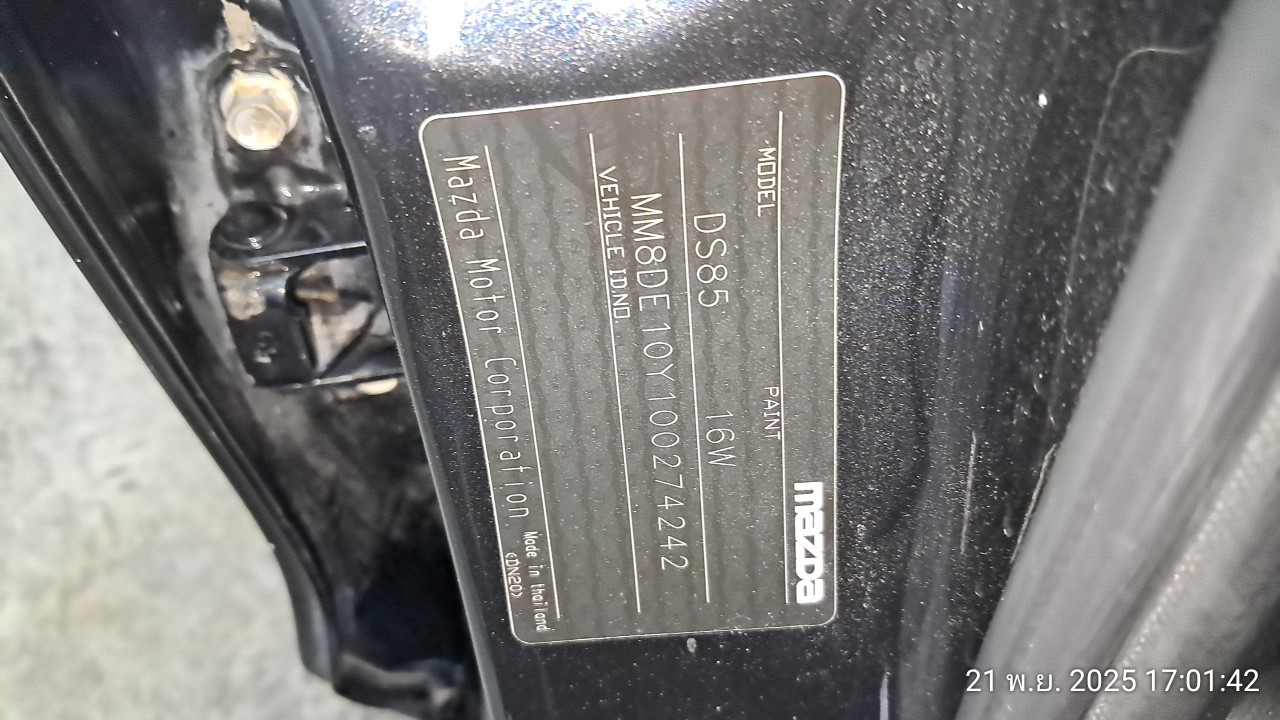 mazda
MODEL PAINT
DS85 16W
MM8DE10Y100274242
VEHICLE I.D.NO.
Mazda Motor Corporation Made in thailand
<DN20>
21 พ.ย. 2025 17:01:42